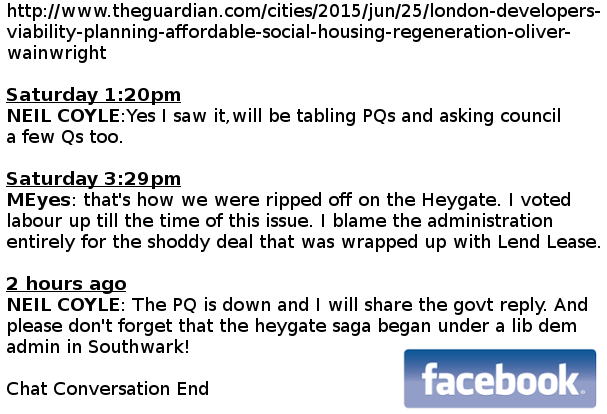 http://www.theguardian.com/cities/2015/jun/25/london-developers-
viability-planning-affordable-social-housing-regeneration-oliver-
wainwright
Saturday 1:20pm
NEIL COYLE:Yes I saw it,will be tabling PQs and asking council
a few Qs too.
Saturday 3:29pm
MEyes: that's how we were ripped off on the Heygate. I voted
labour up till the time of this issue. I blame the administration
entirely for the shoddy deal that was wrapped up with Lend Lease.
2 hours ago
NEIL COYLE: The PQ is down and I will share the govt reply. And
please don't forget that the heygate saga began under a lib dem
admin in Southwark!
Chat Conversation End
facebook.